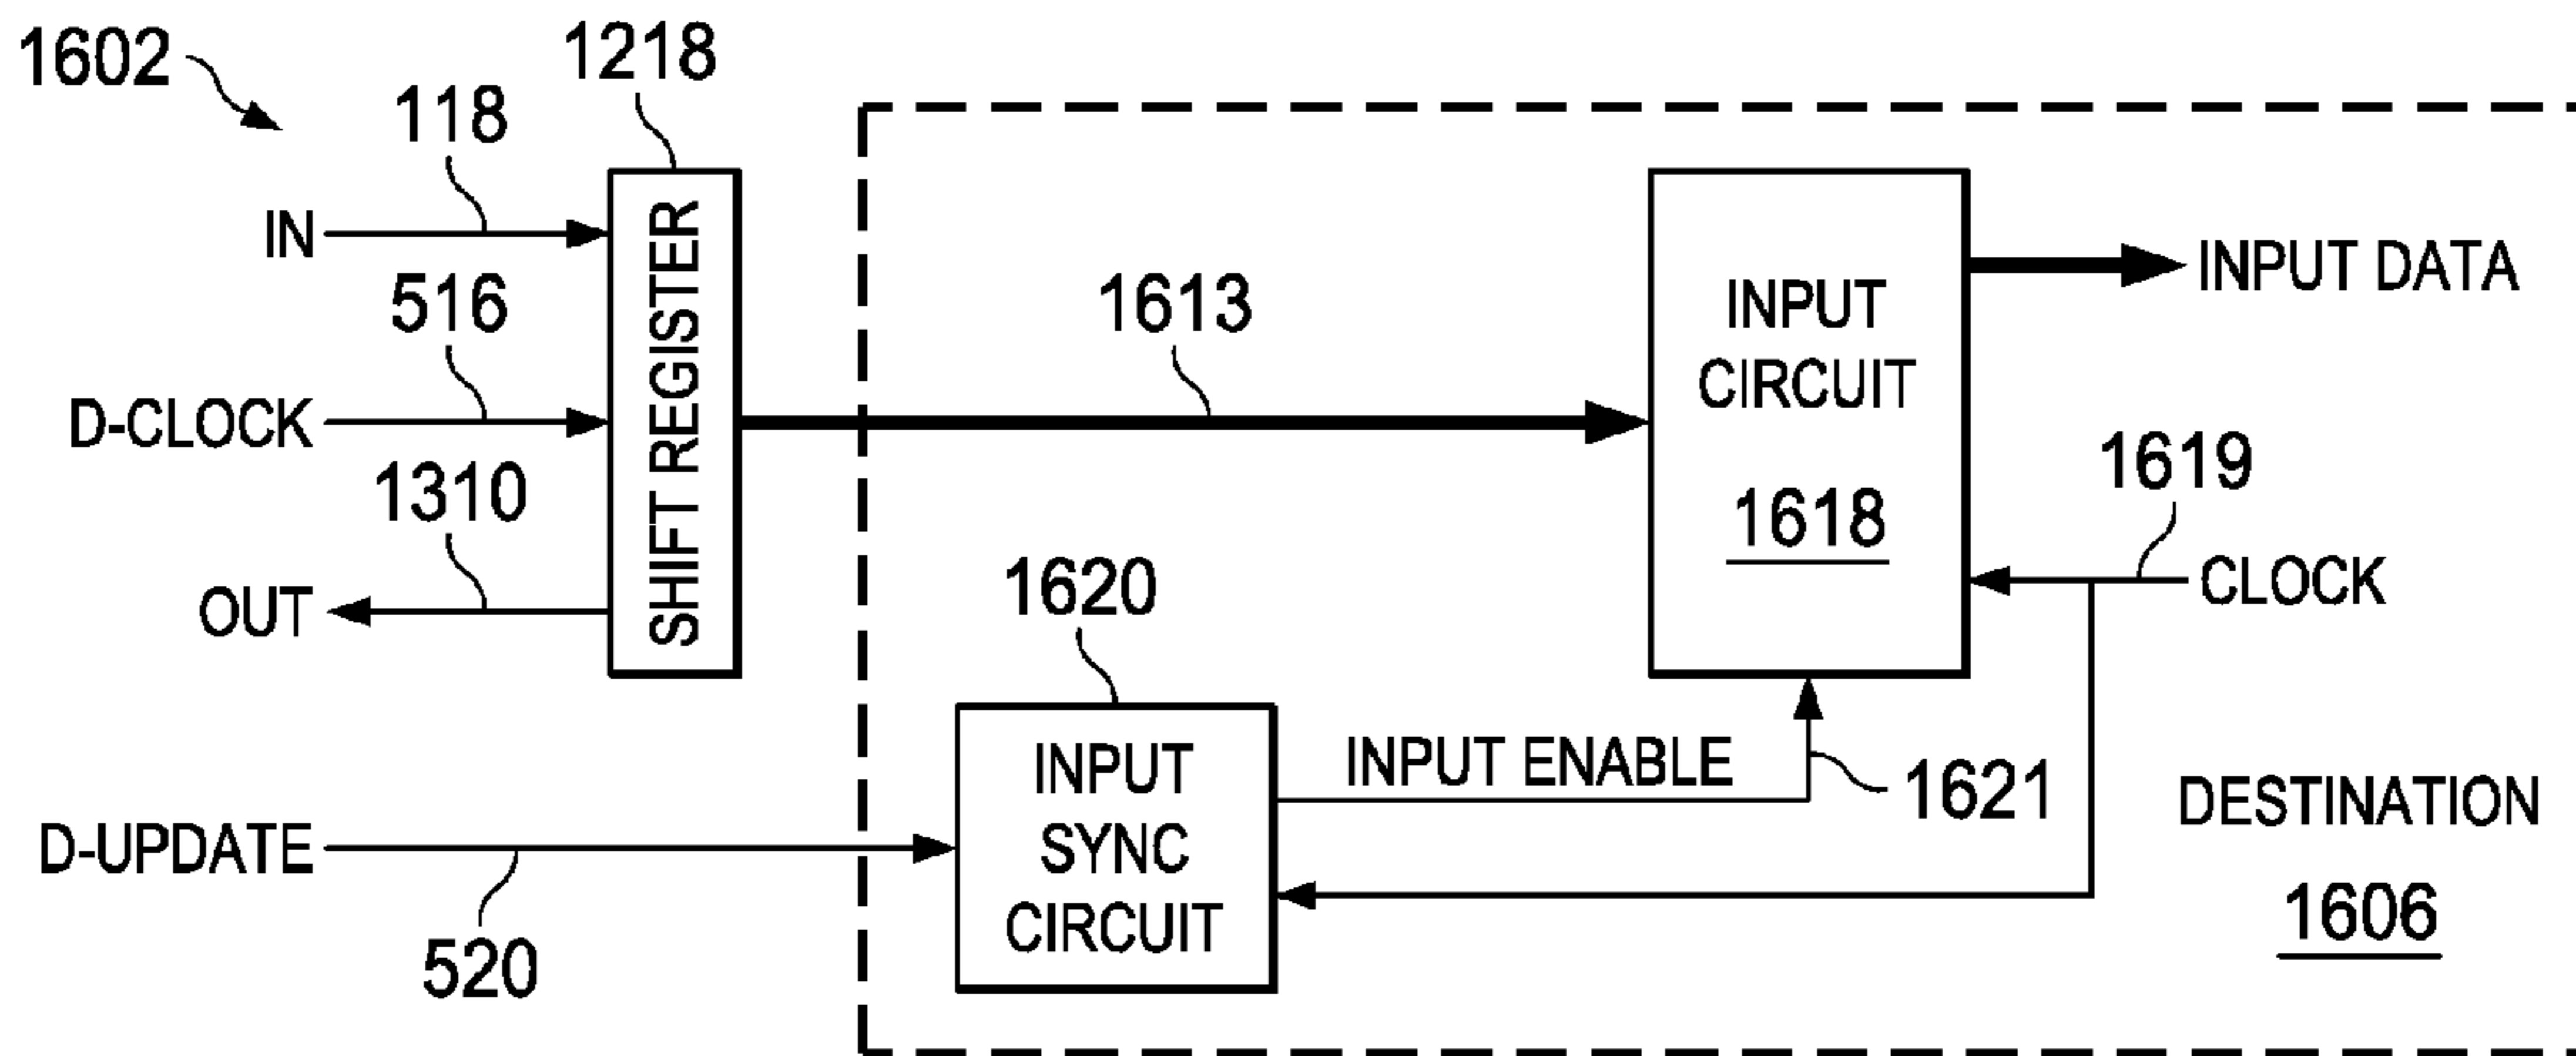 1602
1218
118
IN
516
D-CLOCK
1310
OUT
SHIFT REGISTER
1613
INPUT
CIRCUIT
1618
INPUT DATA
1619
CLOCK
1620
INPUT
SYNC
CIRCUIT
INPUT ENABLE
1621
D-UPDATE
520
DESTINATION
1606